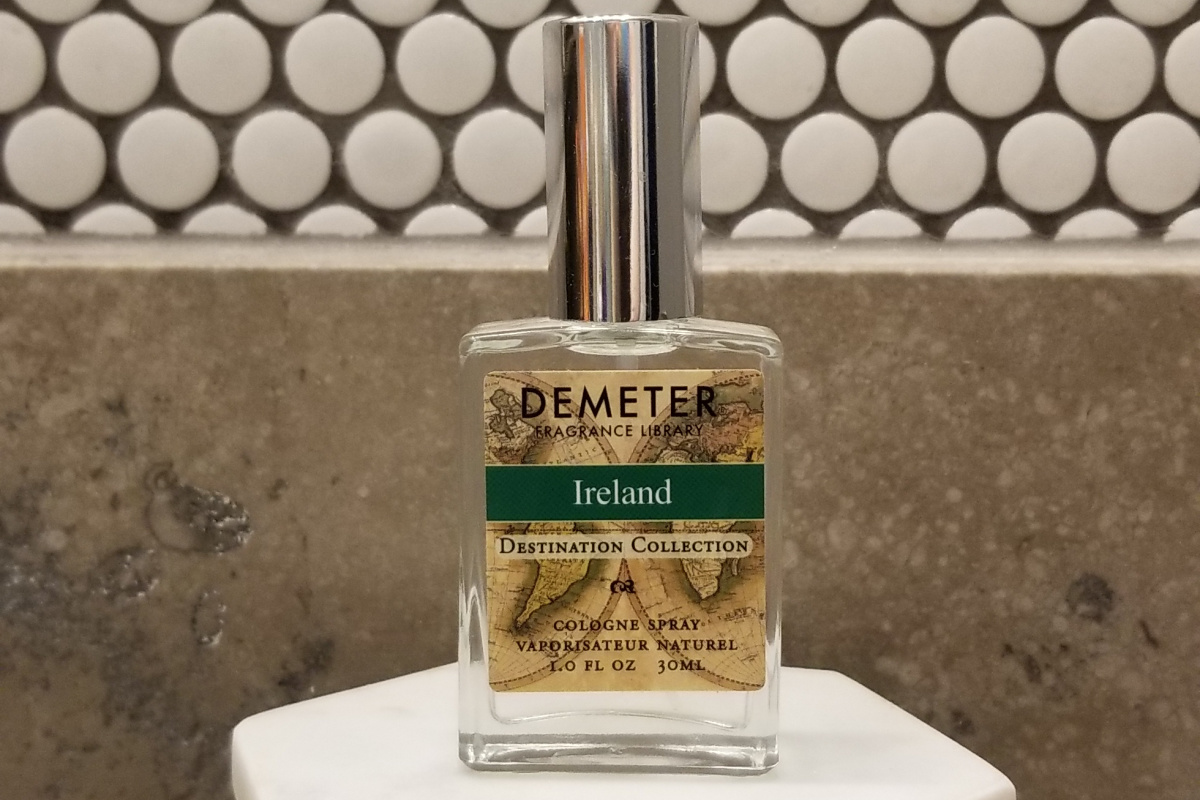 DEMETER
FRAGRANCE LIBRARY
Ireland
DESTINATION COLLECTION
COLOGNE SPRAY
VAPORISATEUR NATUREL
1.0 FL OZ 30ML